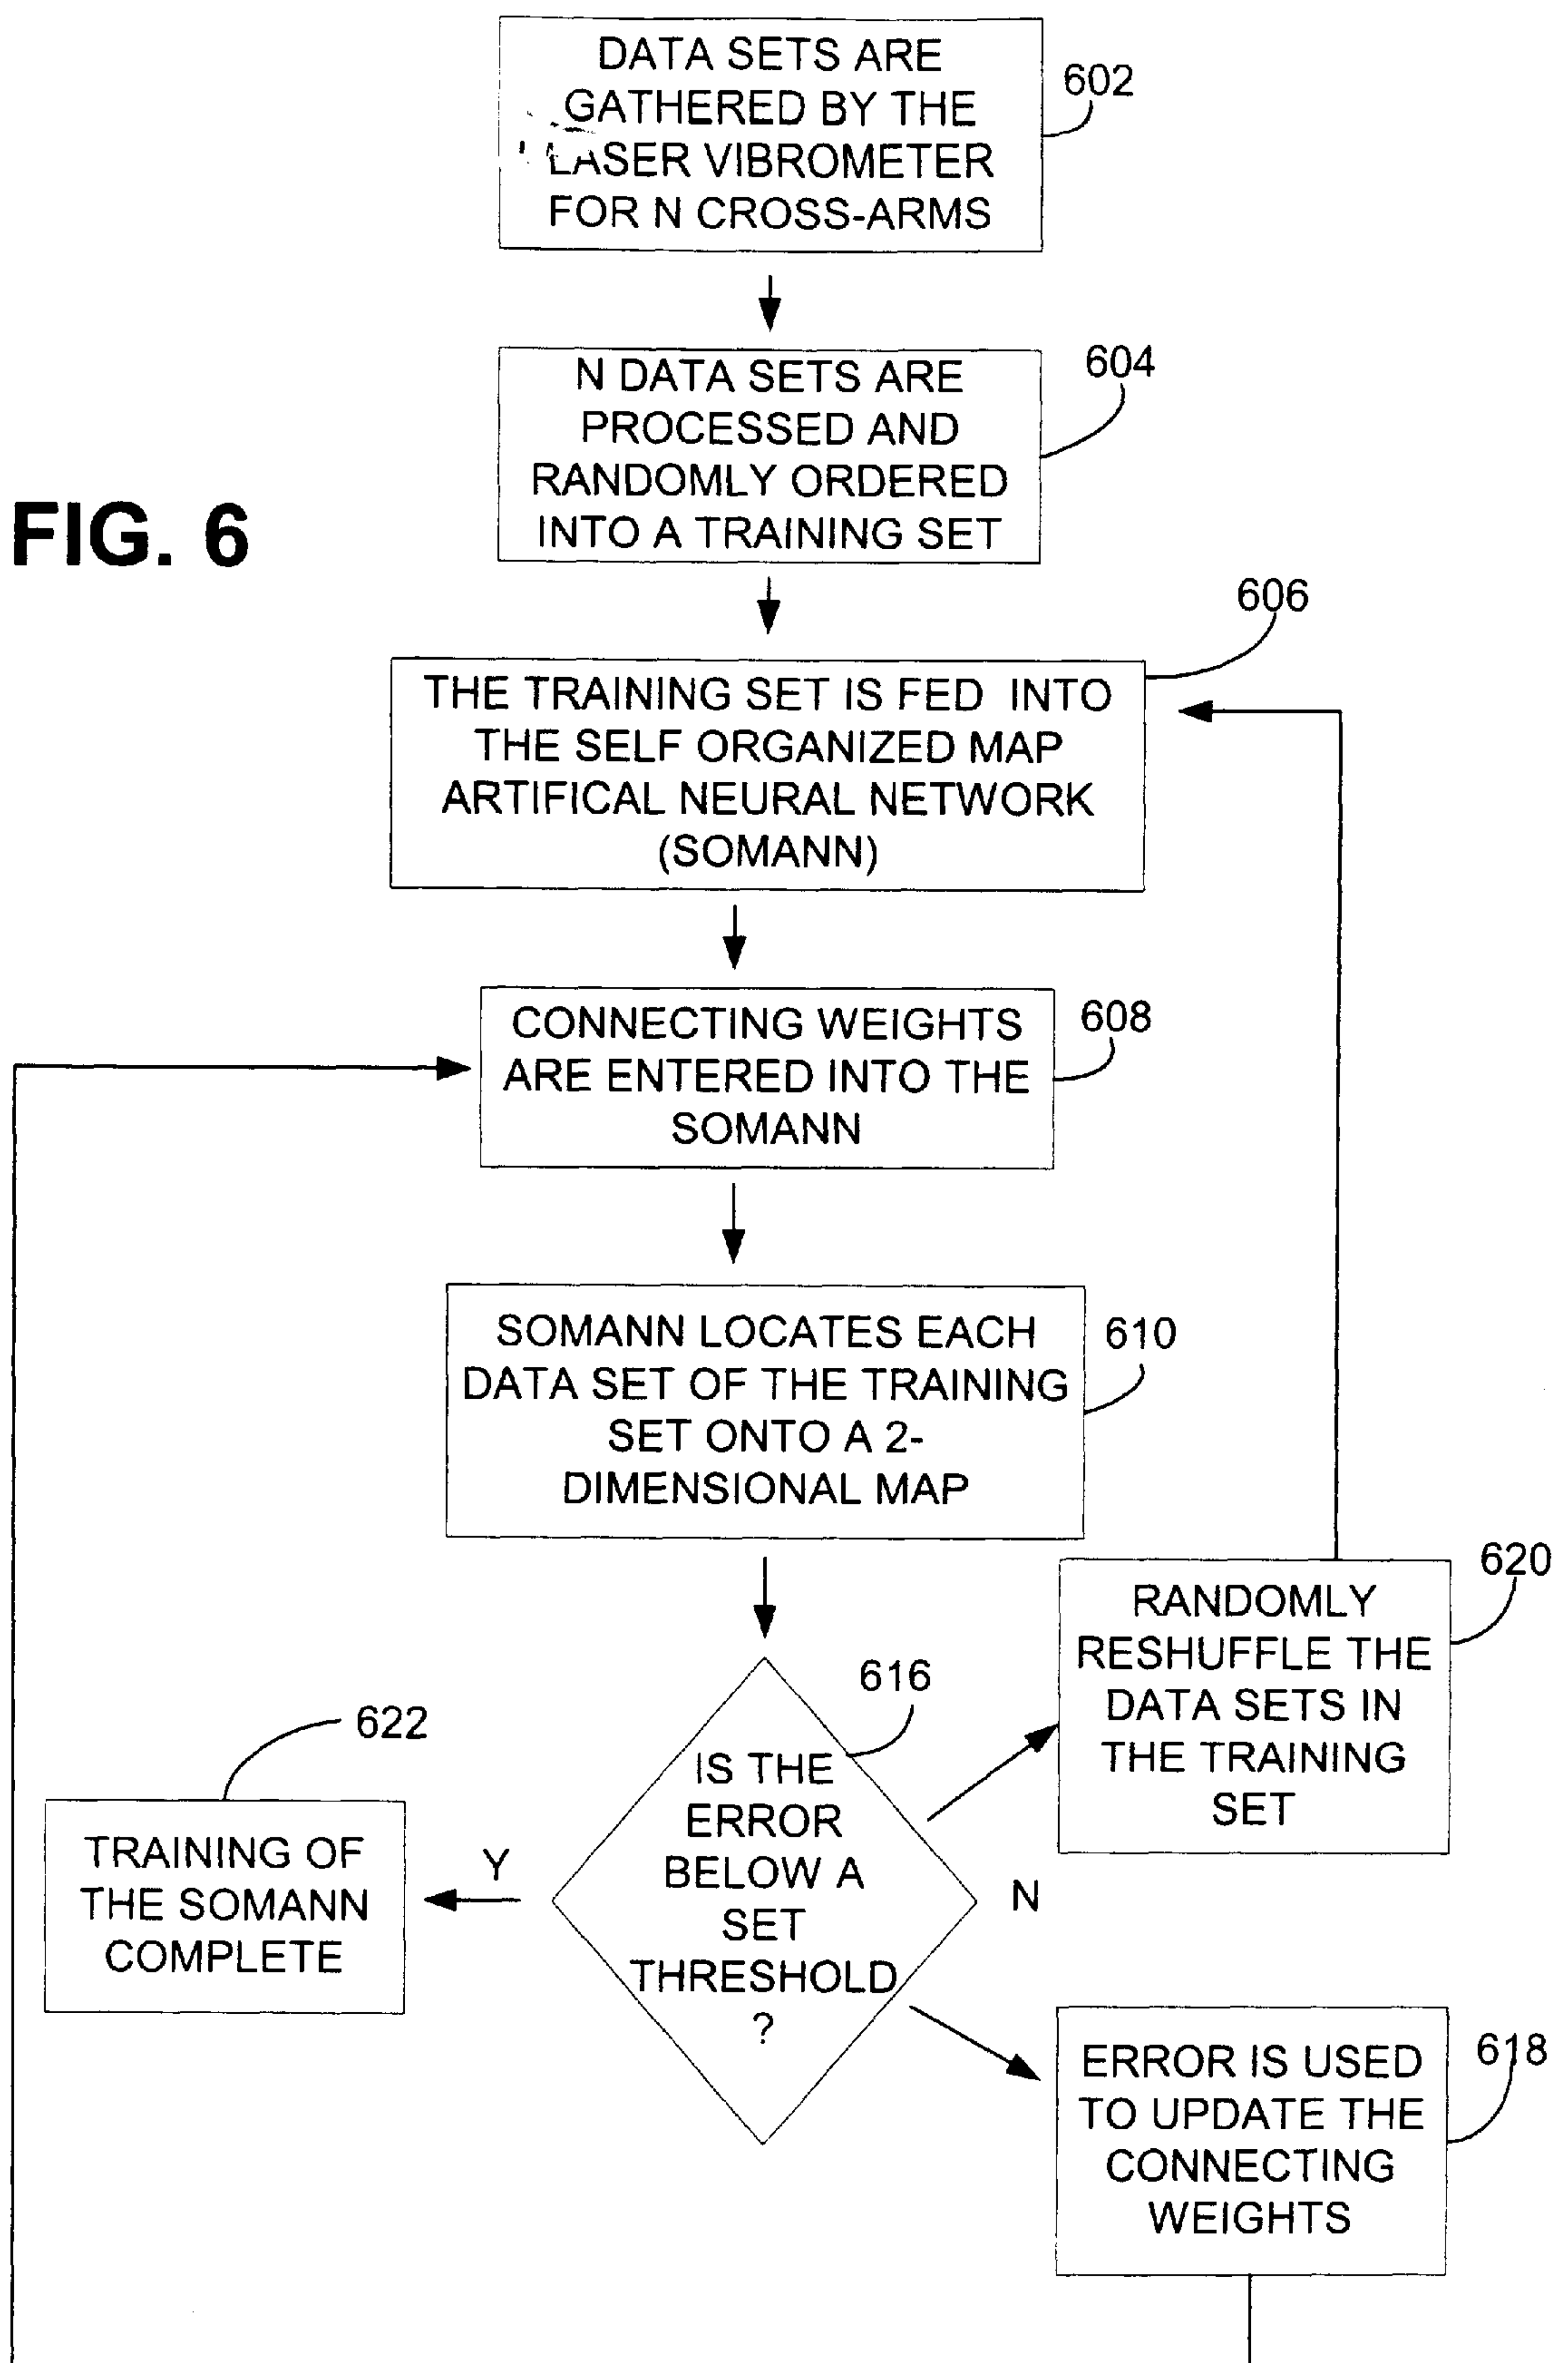 DATA SETS ARE
GATHERED BY THE
LASER VIBROMETER
FOR N CROSS-ARMS
602
N DATA SETS ARE
PROCESSED AND
RANDOMLY ORDERED
INTO A TRAINING SET
604
FIG. 6
THE TRAINING SET IS FED INTO
THE SELF ORGANIZED MAP
ARTIFICAL NEURAL NETWORK
(SOMANN)
606
CONNECTING WEIGHTS
ARE ENTERED INTO THE
SOMANN
608
SOMANN LOCATES EACH
DATA SET OF THE TRAINING
SET ONTO A 2-
DIMENSIONAL MAP
610
IS THE
ERROR
BELOW A
SET
THRESHOLD
?
616
Y
N
TRAINING OF
THE SOMANN
COMPLETE
622
RANDOMLY
RESHUFFLE THE
DATA SETS IN
THE TRAINING
SET
620
ERROR IS USED
TO UPDATE THE
CONNECTING
WEIGHTS
618